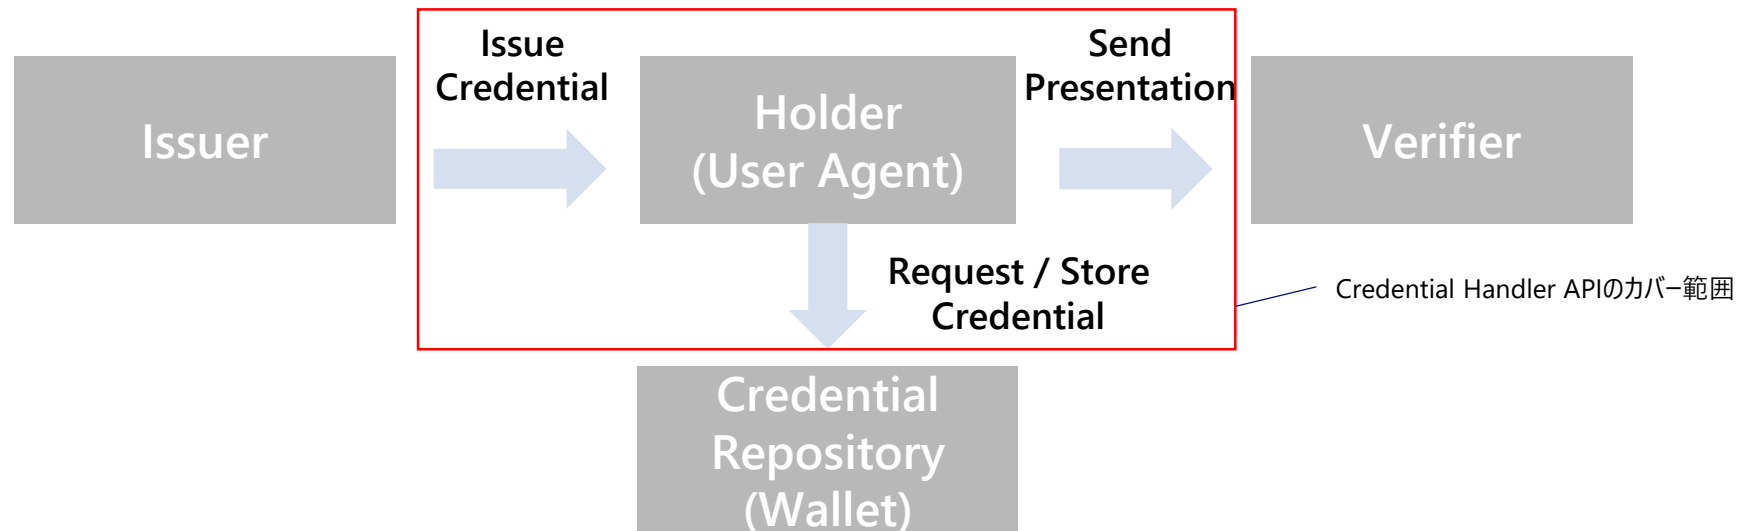 Issue
Credential
Send
Presentation
Issuer
Holder
(User Agent)
Verifier
Request / Store
Credential
Credential Handler APIのカバー範囲
Credential
Repository
(Wallet)